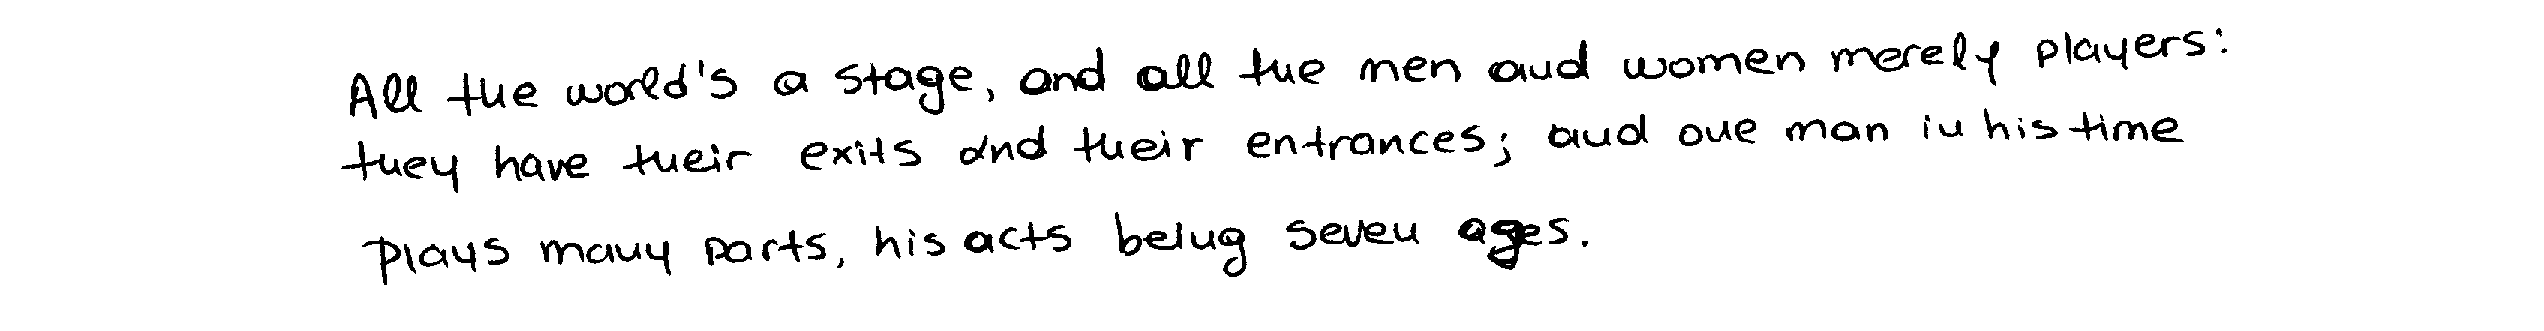 All the world's a stage, and all the men and women merely players:
they have their exits and their entrances; and one man in his time
plays many parts, his acts being seven ages.